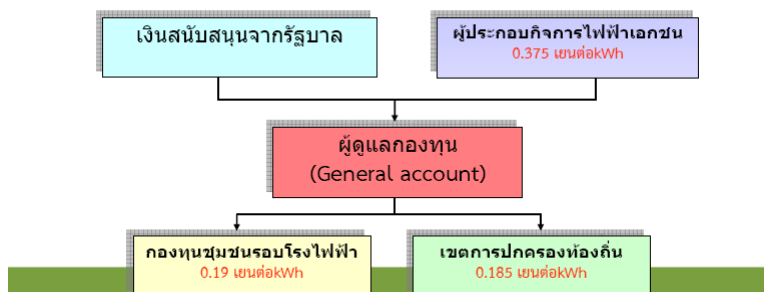 เงินสนับสนุนจากรัฐบาล
ผู้ประกอบกิจการไฟฟ้าเอกชน
0.375 เยนต่อkWh
ผู้ดูแลกองทุน
(General account)
กองทุนชุมชนรอบโรงไฟฟ้า
0.19 เยนต่อkWh
เขตการปกครองท้องถิ่น
0.185 เยนต่อkWh